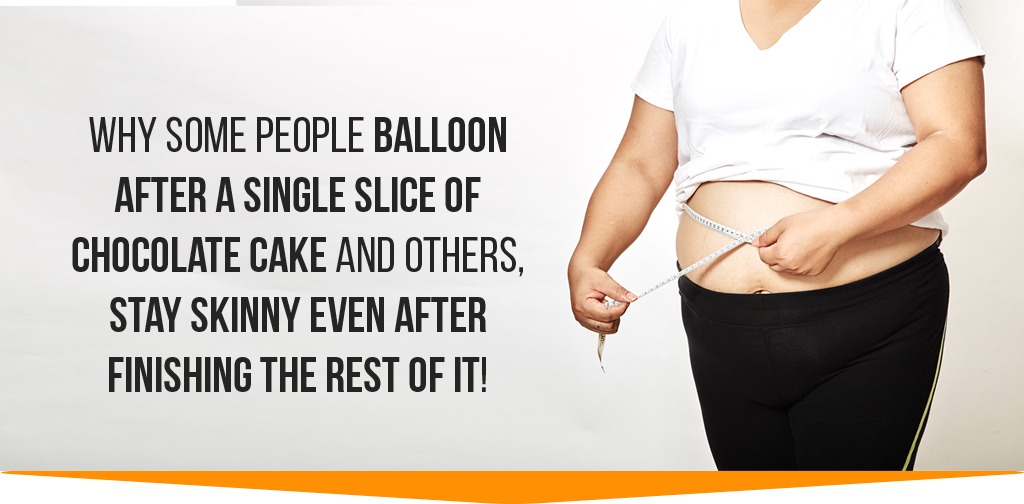 WHY SOME PEOPLE BALLOON
AFTER A SINGLE SLICE OF
CHOCOLATE CAKE AND OTHERS,
STAY SKINNY EVEN AFTER
FINISHING THE REST OF IT!